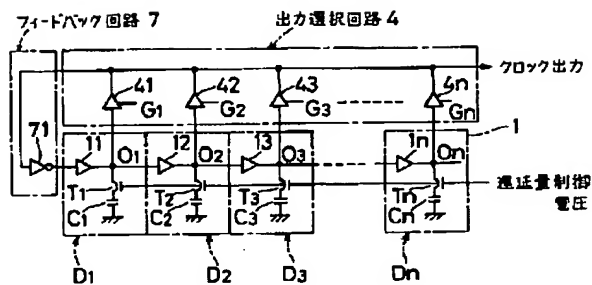 フィードバック回路 7
出力選択回路 4
クロック出力
41 42 43 4n
G1 G2 G3 Gn
71 11 12 13 1n 1
O1 O2 O3 On
T1 T2 T3 Tn
遅延量制御
電圧
C1 C2 C3 Cn
D1 D2 D3 Dn